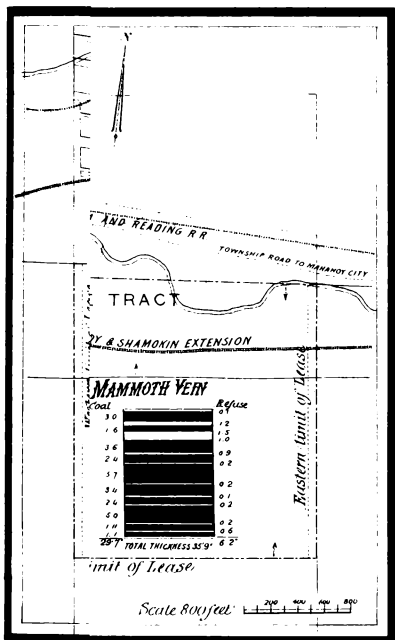 N
AND READING R R
TOWNSHIP ROAD TO MAHANOY CITY
TRACT
Y & SHAMOKIN EXTENSION
MAMMOTH VEIN
Coal Refuse
3 0
1 6
3 6
2 4
5 7
3 4
2 4
5 0
1 11
0 9
1 2
1 5
1.0
0 9
0 2
0 2
0 1
0 2
0 2
0 6
29'7" TOTAL THICKNESS 35'9" 6 2"
Eastern limit of Lease
imit of Lease
Scale 800 feet
200 400 600 800